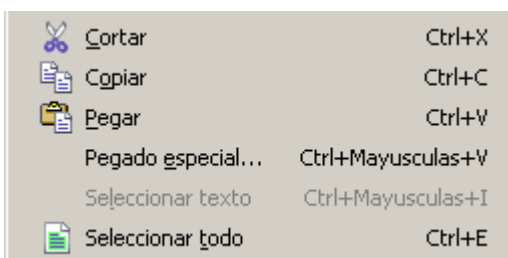 Cortar Ctrl+X
Copiar Ctrl+C
Pegar Ctrl+V
Pegado especial... Ctrl+Mayusculas+V
Seleccionar texto Ctrl+Mayusculas+I
Seleccionar todo Ctrl+E